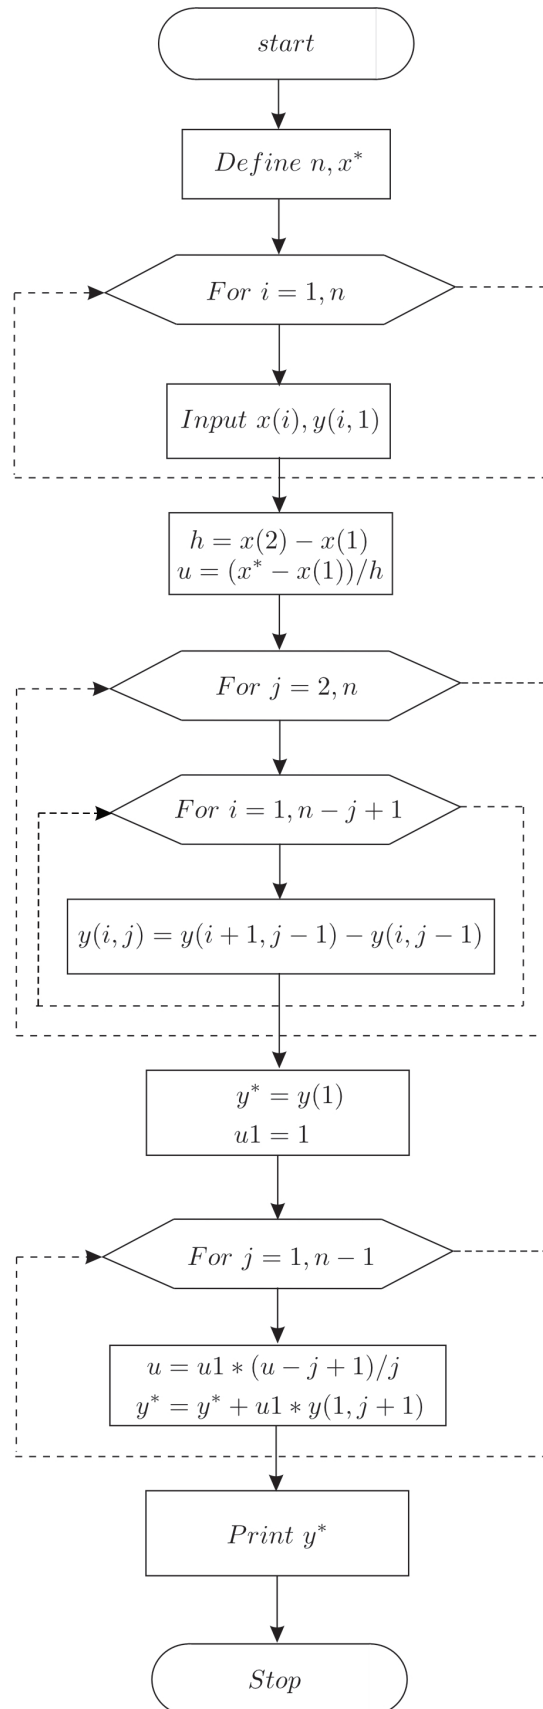 start
Define n, x*
For i = 1, n
Input x(i), y(i, 1)
h = x(2) − x(1)
u = (x* − x(1))/h
For j = 2, n
For i = 1, n − j + 1
y(i, j) = y(i + 1, j − 1) − y(i, j − 1)
y* = y(1)
u1 = 1
For j = 1, n − 1
u = u1 * (u − j + 1)/j
y* = y* + u1 * y(1, j + 1)
Print y*
Stop